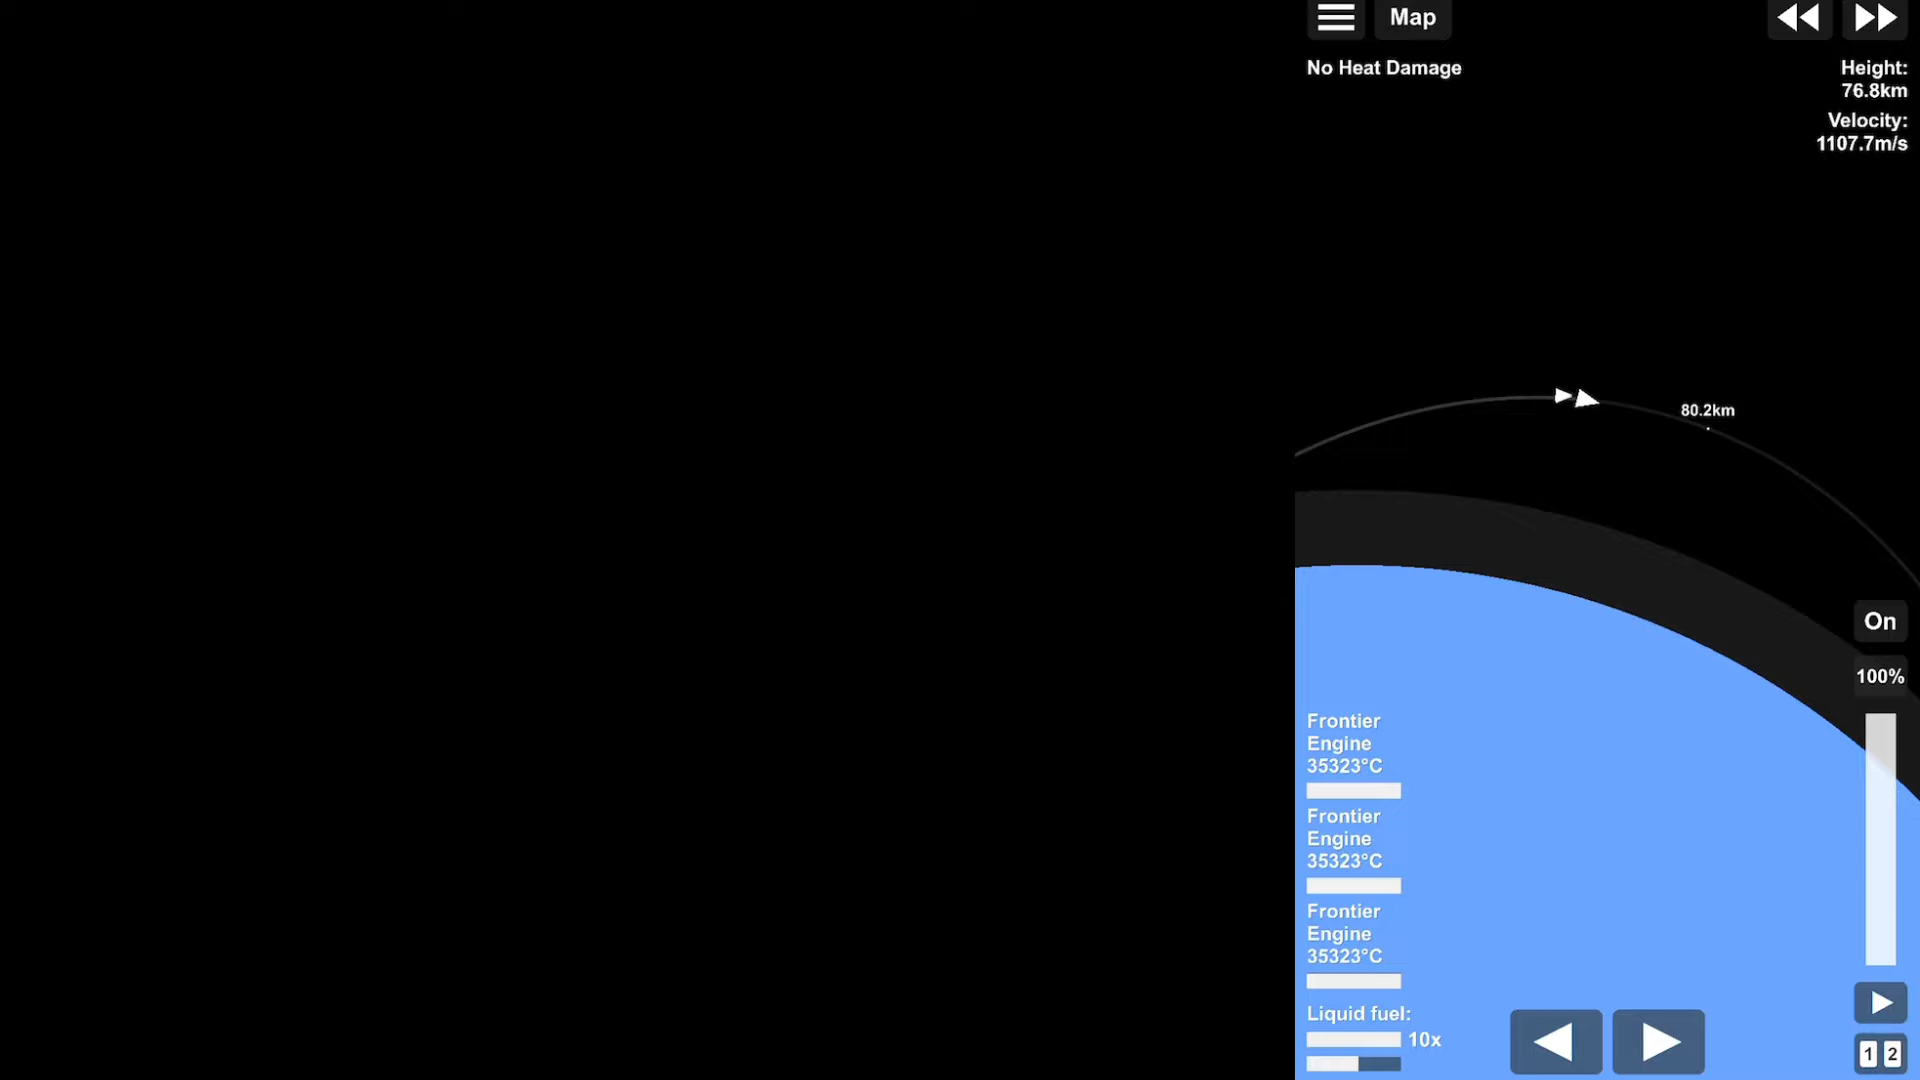 Map
No Heat Damage
Height:
76.8km
Velocity:
1107.7m/s
80.2km
On
100%
Frontier
Engine
35323°C
Frontier
Engine
35323°C
Frontier
Engine
35323°C
Liquid fuel:
10x
1 2